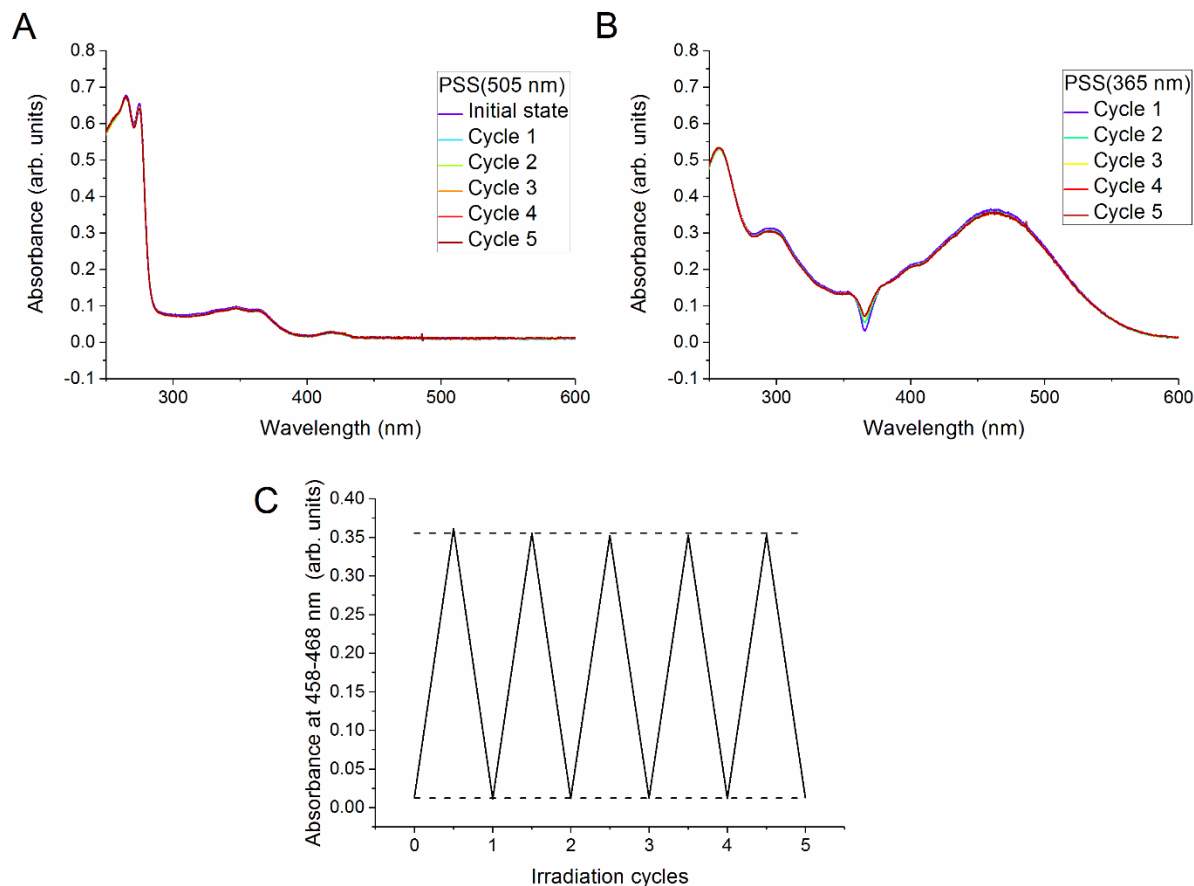 A
Absorbance (arb. units)
0.8
0.7
0.6
0.5
0.4
0.3
0.2
0.1
0.0
-0.1
300
400
500
600
Wavelength (nm)
PSS(505 nm)
Initial state
Cycle 1
Cycle 2
Cycle 3
Cycle 4
Cycle 5
B
Absorbance (arb. units)
0.8
0.7
0.6
0.5
0.4
0.3
0.2
0.1
0.0
-0.1
300
400
500
600
Wavelength (nm)
PSS(365 nm)
Cycle 1
Cycle 2
Cycle 3
Cycle 4
Cycle 5
C
Absorbance at 458-468 nm (arb. units)
0.40
0.35
0.30
0.25
0.20
0.15
0.10
0.05
0.00
0
1
2
3
4
5
Irradiation cycles